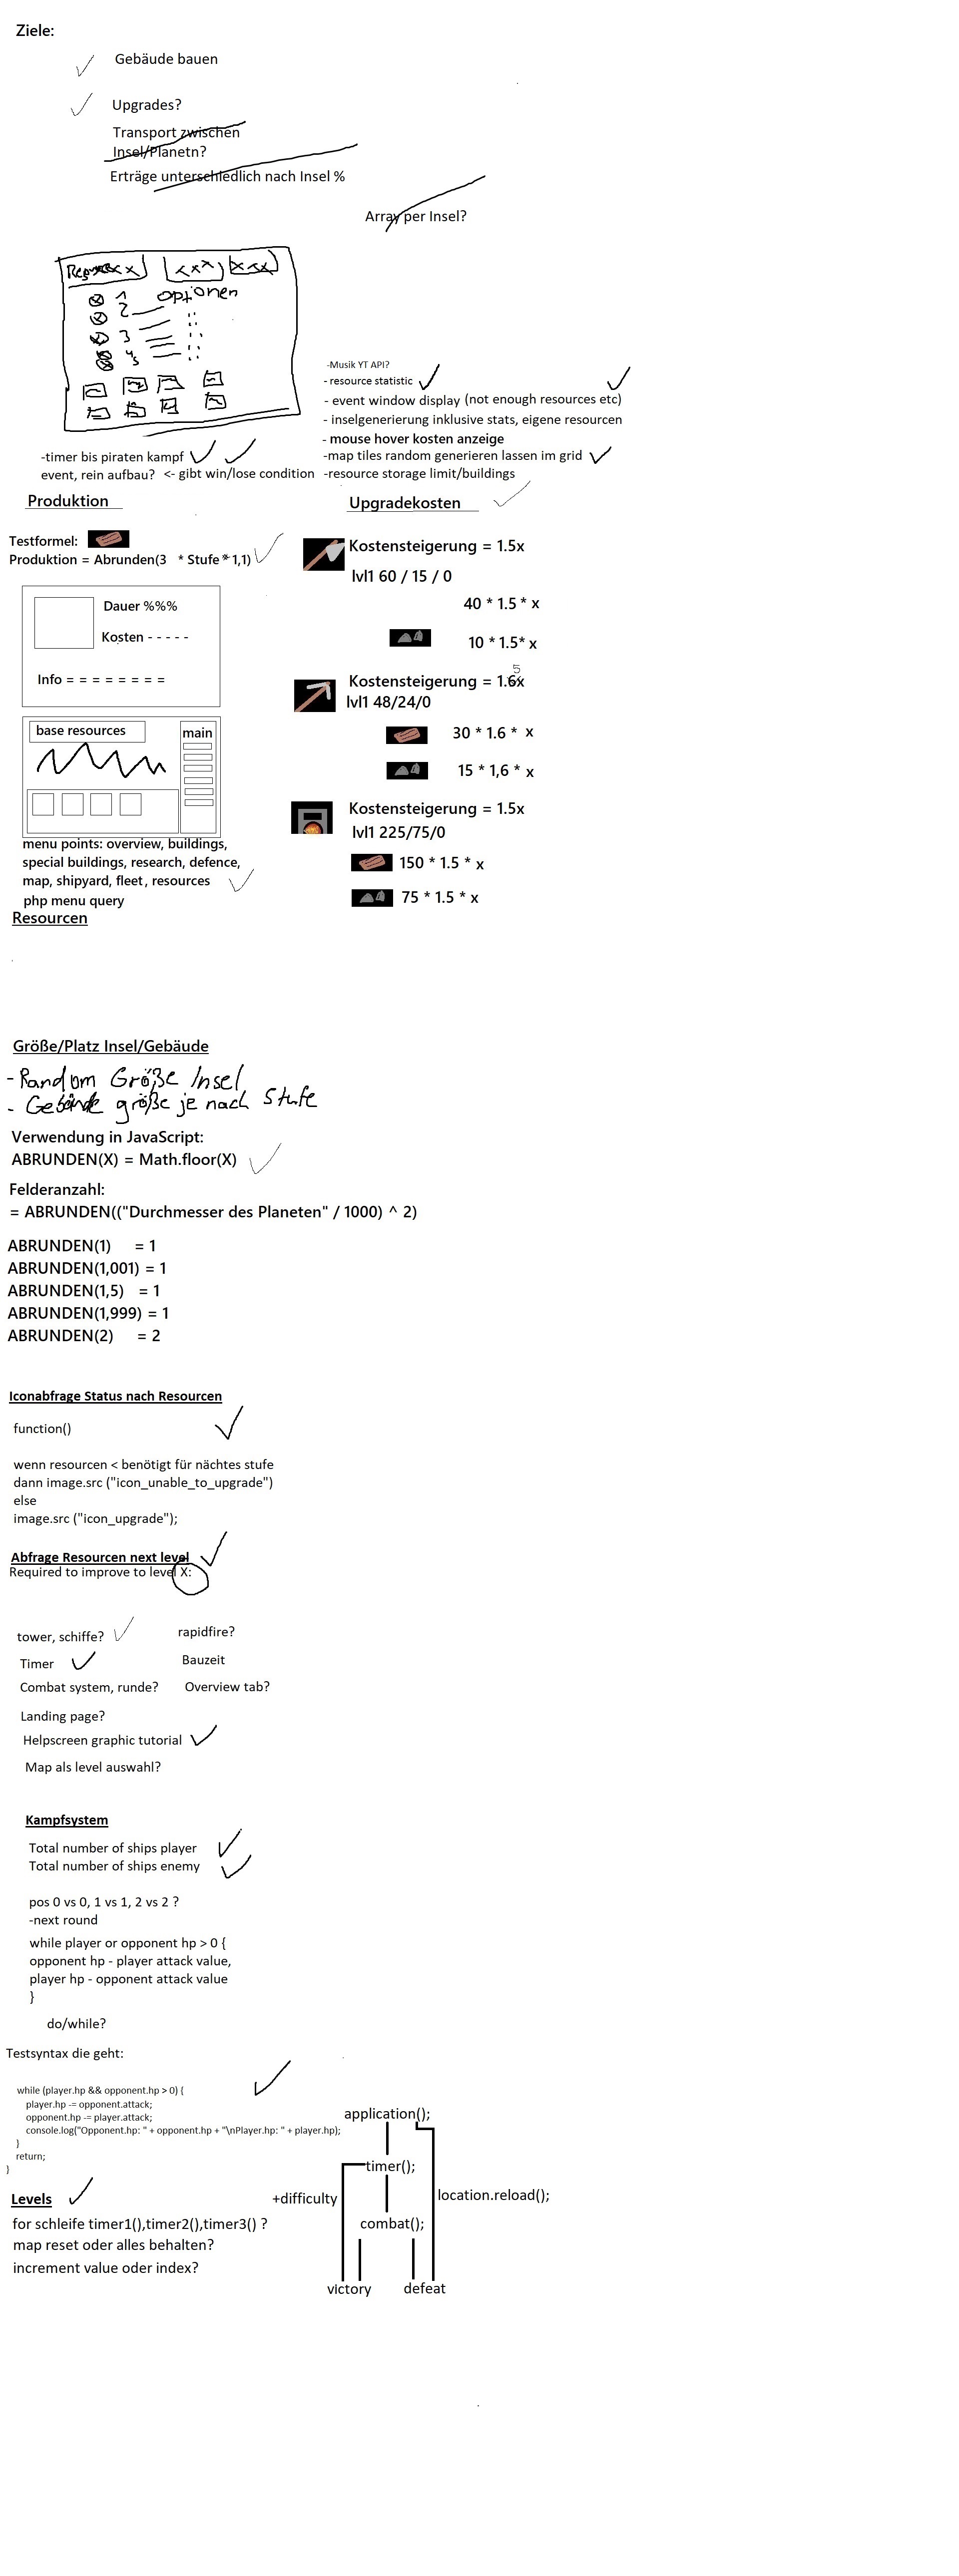 Ziele:
Gebäude bauen
Upgrades?
Transport zwischen
Insel/Planetn?
Erträge unterschiedlich nach Insel %
Array per Insel?
xxx xxx
1 Optionen
2
3
4
5
-Musik YT API?
- resource statistic
- event window display (not enough resources etc)
- inselgenerierung inklusive stats, eigene resourcen
- mouse hover kosten anzeige
-map tiles random generieren lassen im grid
-resource storage limit/buildings
-timer bis piraten kampf
event, rein aufbau? <- gibt win/lose condition
Produktion
Testformel:
Produktion = Abrunden(3 * Stufe * 1,1)
Dauer %%%
Kosten - - - - -
Info = = = = = = = =
base resources
main
menu points: overview, buildings,
special buildings, research, defence,
map, shipyard, fleet, resources
php menu query
Upgradekosten
Kostensteigerung = 1.5x
lvl1 60 / 15 / 0
40 * 1.5 * x
10 * 1.5* x
5
Kostensteigerung = 1.6x
lvl1 48/24/0
30 * 1.6 * x
15 * 1,6 * x
Kostensteigerung = 1.5x
lvl1 225/75/0
150 * 1.5 * x
75 * 1.5 * x
Resourcen
Größe/Platz Insel/Gebäude
- Random Größe Insel
- Gebäude größe je nach Stufe
Verwendung in JavaScript:
ABRUNDEN(X) = Math.floor(X)
Felderanzahl:
= ABRUNDEN(("Durchmesser des Planeten" / 1000) ^ 2)
ABRUNDEN(1) = 1
ABRUNDEN(1,001) = 1
ABRUNDEN(1,5) = 1
ABRUNDEN(1,999) = 1
ABRUNDEN(2) = 2
Iconabfrage Status nach Resourcen
function()
wenn resourcen < benötigt für nächtes stufe
dann image.src ("icon_unable_to_upgrade")
else
image.src ("icon_upgrade");
Abfrage Resourcen next level
Required to improve to level X:
tower, schiffe?
rapidfire?
Timer
Bauzeit
Combat system, runde?
Overview tab?
Landing page?
Helpscreen graphic tutorial
Map als level auswahl?
Kampfsystem
Total number of ships player
Total number of ships enemy
pos 0 vs 0, 1 vs 1, 2 vs 2 ?
-next round
while player or opponent hp > 0 {
opponent hp - player attack value,
player hp - opponent attack value
}
do/while?
Testsyntax die geht:
while (player.hp && opponent.hp > 0) {
player.hp -= opponent.attack;
opponent.hp -= player.attack;
console.log("Opponent.hp: " + opponent.hp + "\nPlayer.hp: " + player.hp);
}
return;
}
Levels
for schleife timer1(),timer2(),timer3() ?
map reset oder alles behalten?
increment value oder index?
application();
timer();
+difficulty
location.reload();
combat();
victory
defeat